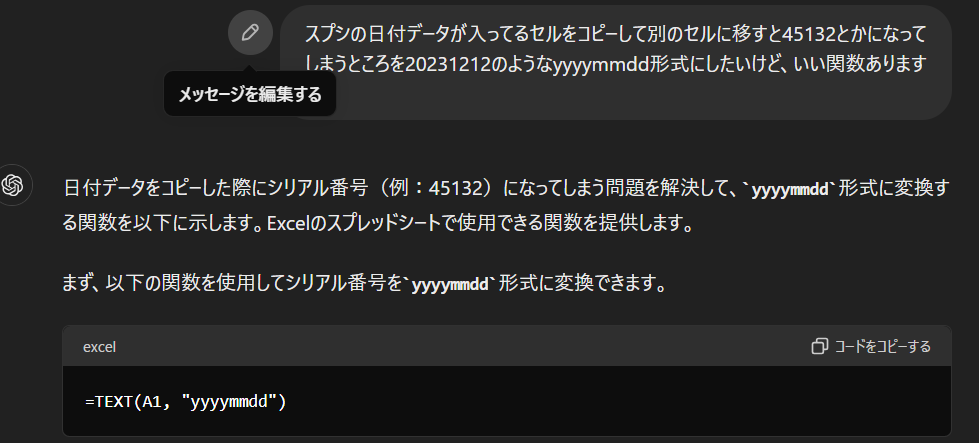 スプシの日付データが入ってるセルをコピーして別のセルに移すと45132とかになって
しまうところを20231212のようなyyyymmdd形式にしたいけど、いい関数あります
メッセージを編集する
日付データをコピーした際にシリアル番号（例：45132）になってしまう問題を解決して、`yyyymmdd`形式に変換す
る関数を以下に示します。Excelのスプレッドシートで使用できる関数を提供します。
まず、以下の関数を使用してシリアル番号を`yyyymmdd`形式に変換できます。
excel
コードをコピーする
=TEXT(A1, "yyyymmdd")